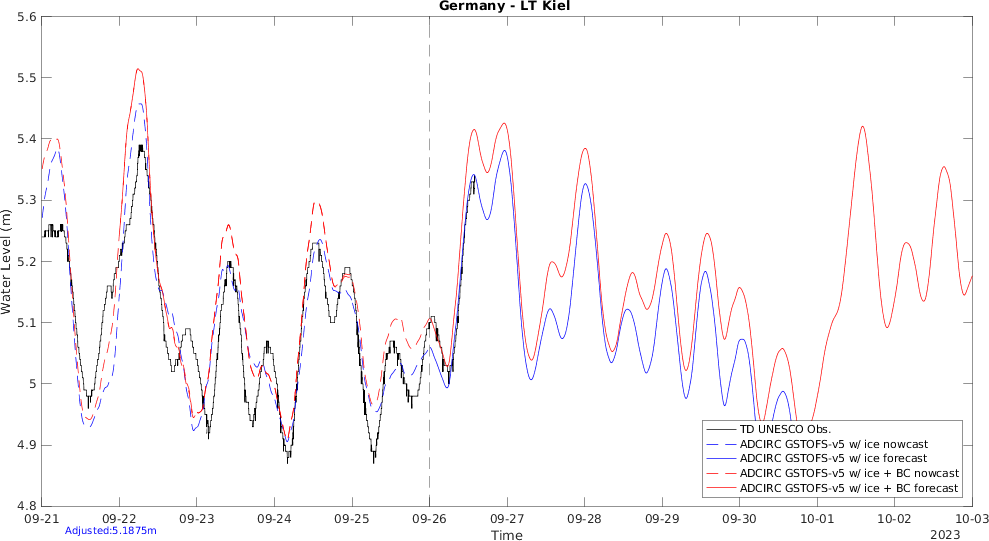 Germany - LT Kiel
5.6
5.5
5.4
5.3
5.2
5.1
5
4.9
4.8
Water Level (m)
TD UNESCO Obs.
ADCIRC GSTOFS-v5 w/ ice nowcast
ADCIRC GSTOFS-v5 w/ ice forecast
ADCIRC GSTOFS-v5 w/ ice + BC nowcast
ADCIRC GSTOFS-v5 w/ ice + BC forecast
09-21 09-22 09-23 09-24 09-25 09-26 09-27 09-28 09-29 09-30 10-01 10-02 10-03
Adjusted:5.1875m
Time
2023